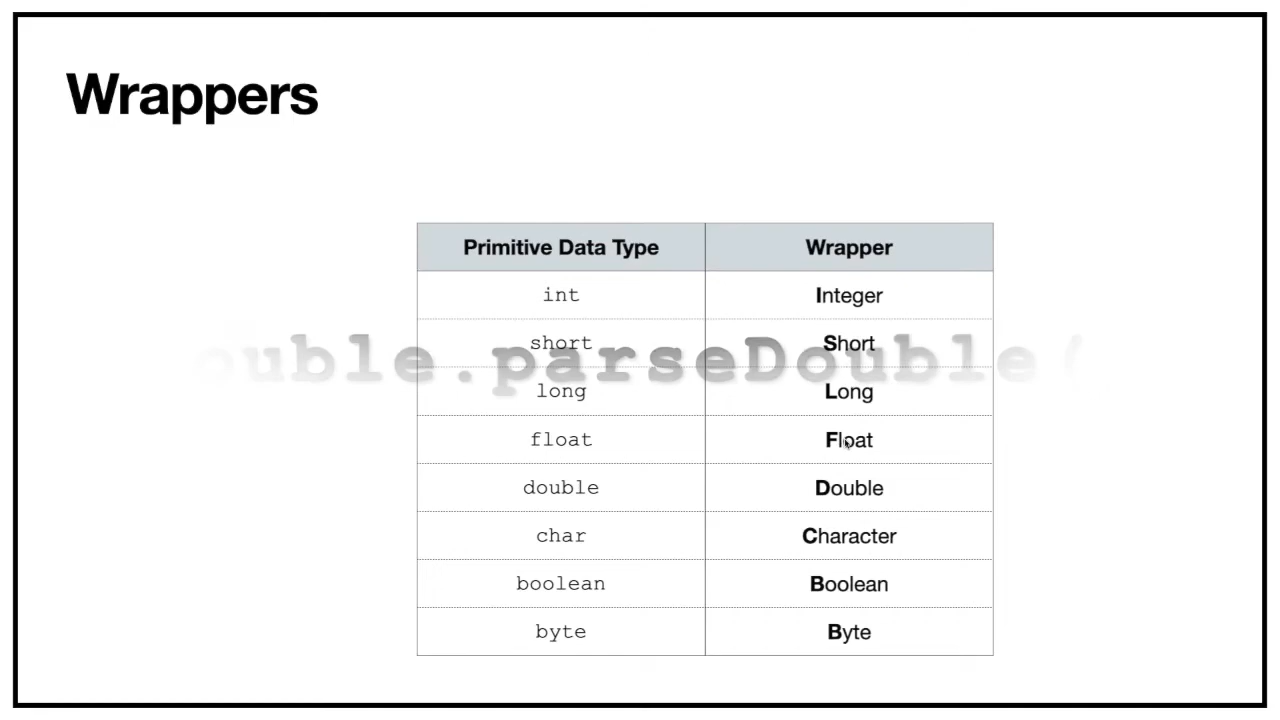 Wrappers
Primitive Data Type Wrapper
int Integer
short Short
ouble.parseDouble(
long Long
float Float
double Double
char Character
boolean Boolean
byte Byte